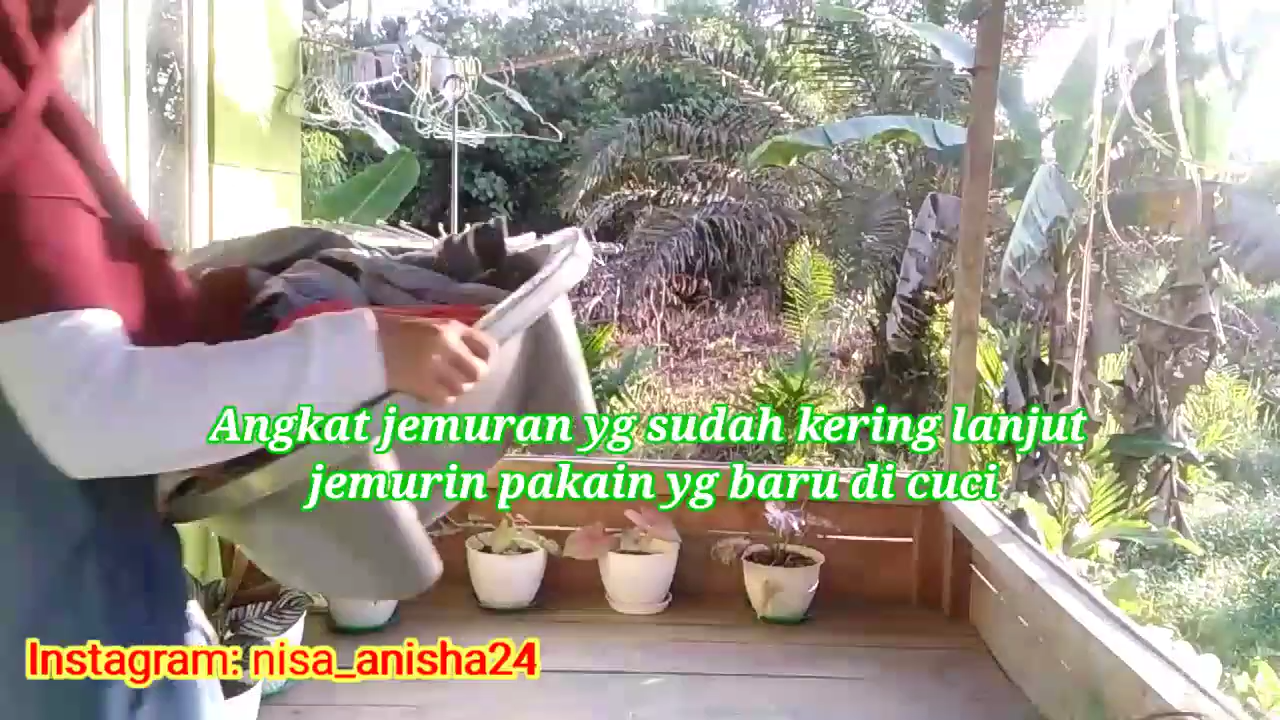 Angkat jemuran yg sudah kering lanjut
jemurin pakain yg baru di cuci
Instagram: nisa_anisha24